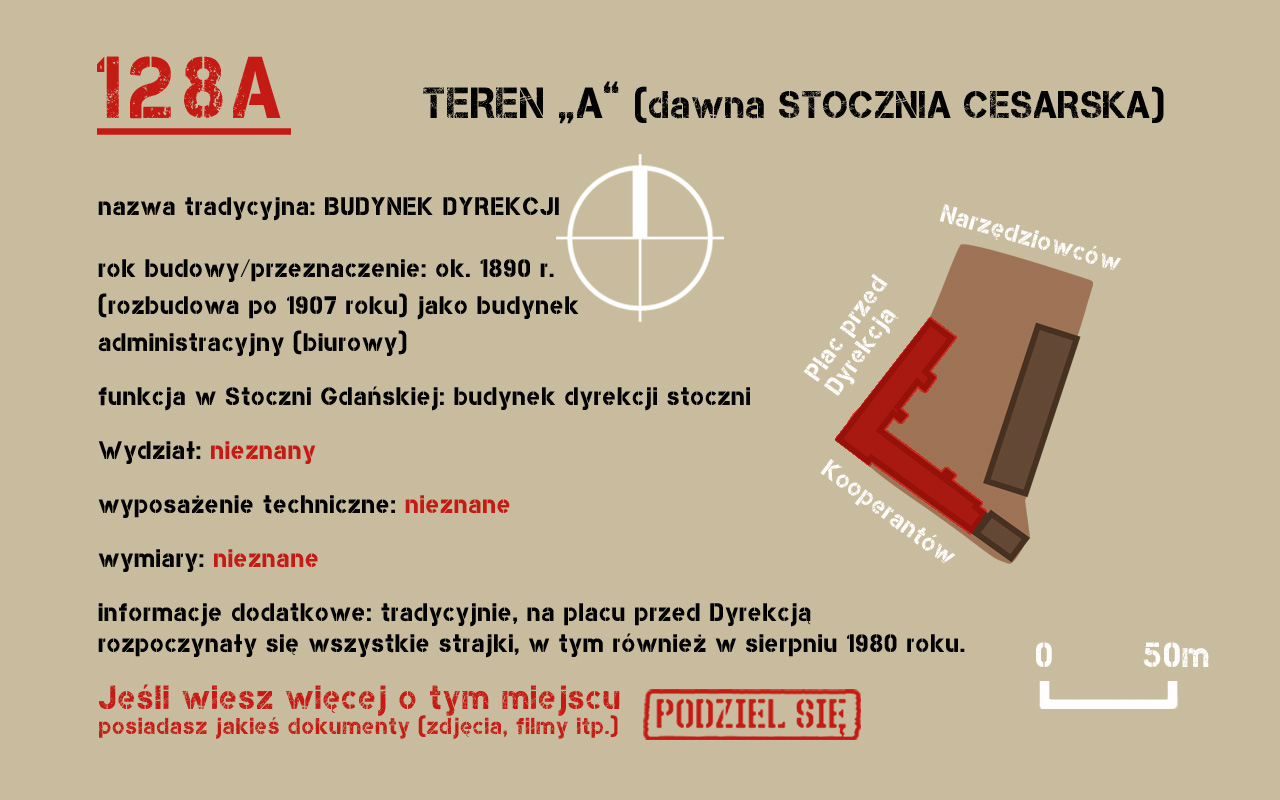 128A
TEREN „A“ (dawna STOCZNIA CESARSKA)
nazwa tradycyjna: BUDYNEK DYREKCJI
rok budowy/przeznaczenie: ok. 1890 r.
(rozbudowa po 1907 roku) jako budynek
administracyjny (biurowy)
funkcja w Stoczni Gdańskiej: budynek dyrekcji stoczni
Wydział: nieznany
wyposażenie techniczne: nieznane
wymiary: nieznane
informacje dodatkowe: tradycyjnie, na placu przed Dyrekcją
rozpoczynały się wszystkie strajki, w tym również w sierpniu 1980 roku.
Jeśli wiesz więcej o tym miejscu
posiadasz jakieś dokumenty (zdjęcia, filmy itp.)
PODZIEL SIĘ
Narzędziowców
Plac przed
Dyrekcją
Kooperantów
0 50m